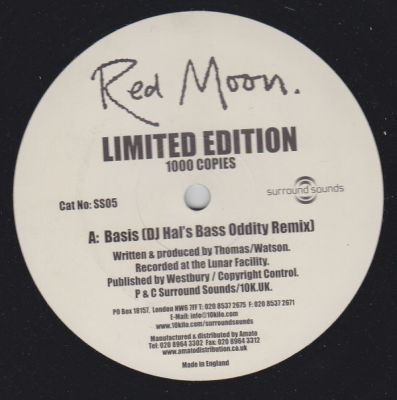 Red Moon.
LIMITED EDITION
1000 COPIES
Cat No: SS05
surround sounds
A: Basis (DJ Hal's Bass Oddity Remix)
Written & produced by Thomas/Watson.
Recorded at the Lunar Facility.
Published by Westbury / Copyright Control.
P & C Surround Sounds/10K.UK.
PO Box 18157, London NW6 7FF T: 020 8537 2675 F: 020 8537 2671
E-Mail: info@10kilo.com
www.10kilo.com/surroundsounds
Manufactured & distributed by Amato
Tel: 020 8964 3302 Fax: 020 8964 3312
www.amatodistribution.co.uk
Made in England